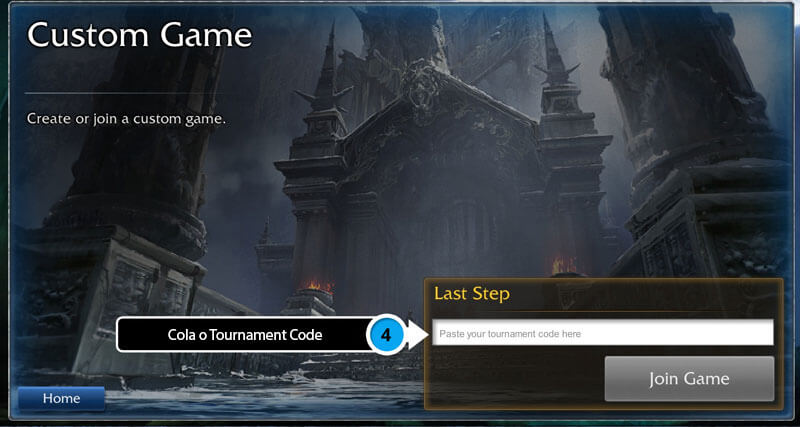 Custom Game
Create or join a custom game.
Last Step
Cola o Tournament Code
4
Paste your tournament code here
Join Game
Home